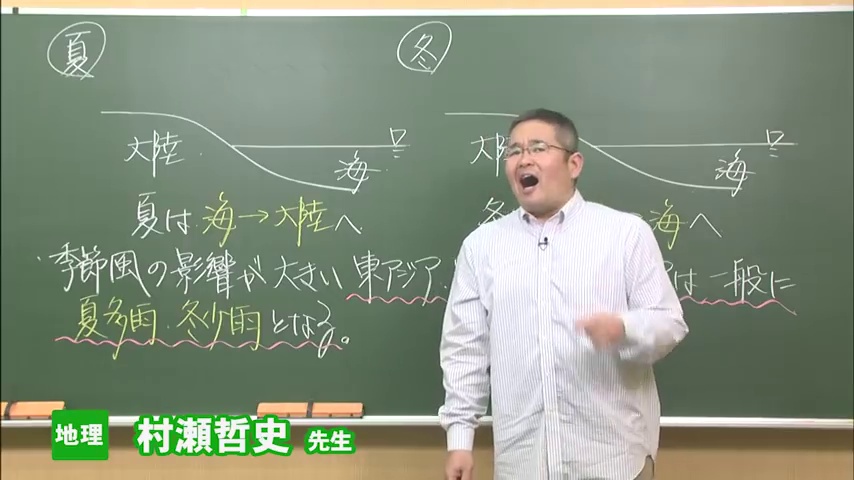 夏
冬
大陸
海
大陸
海
夏は海→大陸へ
冬 海へ
・季節風の影響が大きい東アジア は一般に
夏多雨・冬少雨となる。
地理 村瀬哲史 先生